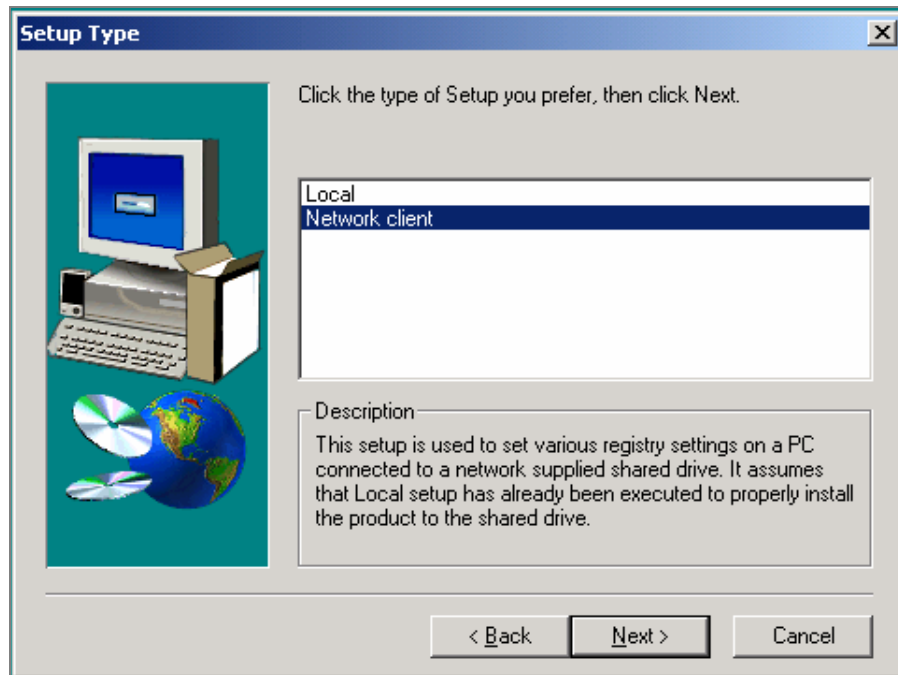 Setup Type
Click the type of Setup you prefer, then click Next.
Local
Network client
Description
This setup is used to set various registry settings on a PC
connected to a network supplied shared drive. It assumes
that Local setup has already been executed to properly install
the product to the shared drive.
< Back
Next >
Cancel